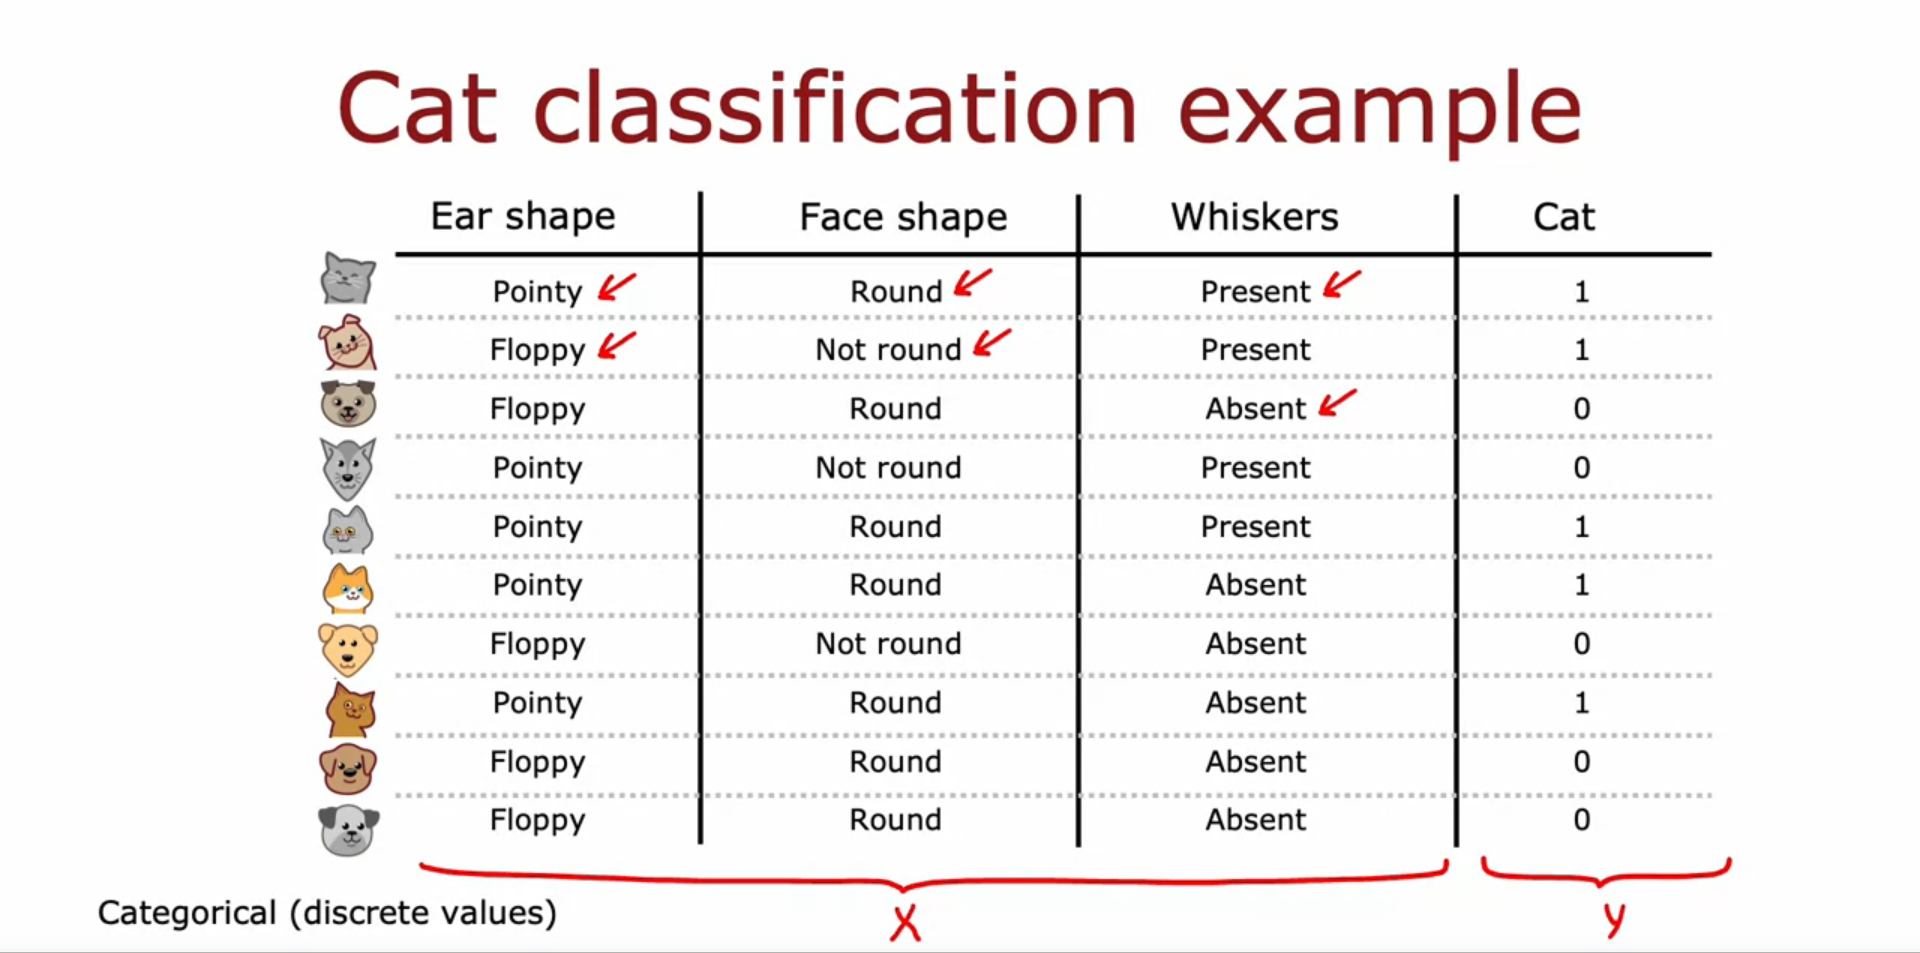 Cat classification example
Ear shape Face shape Whiskers Cat
Pointy Round Present 1
Floppy Not round Present 1
Floppy Round Absent 0
Pointy Not round Present 0
Pointy Round Present 1
Pointy Round Absent 1
Floppy Not round Absent 0
Pointy Round Absent 1
Floppy Round Absent 0
Floppy Round Absent 0
Categorical (discrete values) X y